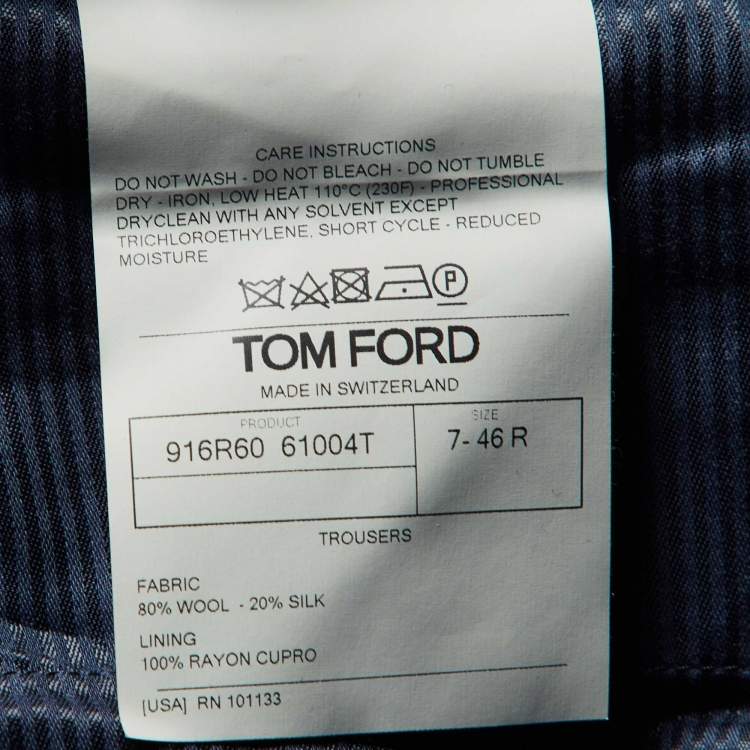 CARE INSTRUCTIONS
DO NOT WASH - DO NOT BLEACH - DO NOT TUMBLE
DRY - IRON, LOW HEAT 110°C (230F) - PROFESSIONAL
DRYCLEAN WITH ANY SOLVENT EXCEPT
TRICHLOROETHYLENE, SHORT CYCLE - REDUCED
MOISTURE
P
TOM FORD
MADE IN SWITZERLAND
PRODUCT
916R60 61004T
SIZE
7- 46 R
TROUSERS
FABRIC
80% WOOL - 20% SILK
LINING
100% RAYON CUPRO
[USA] RN 101133